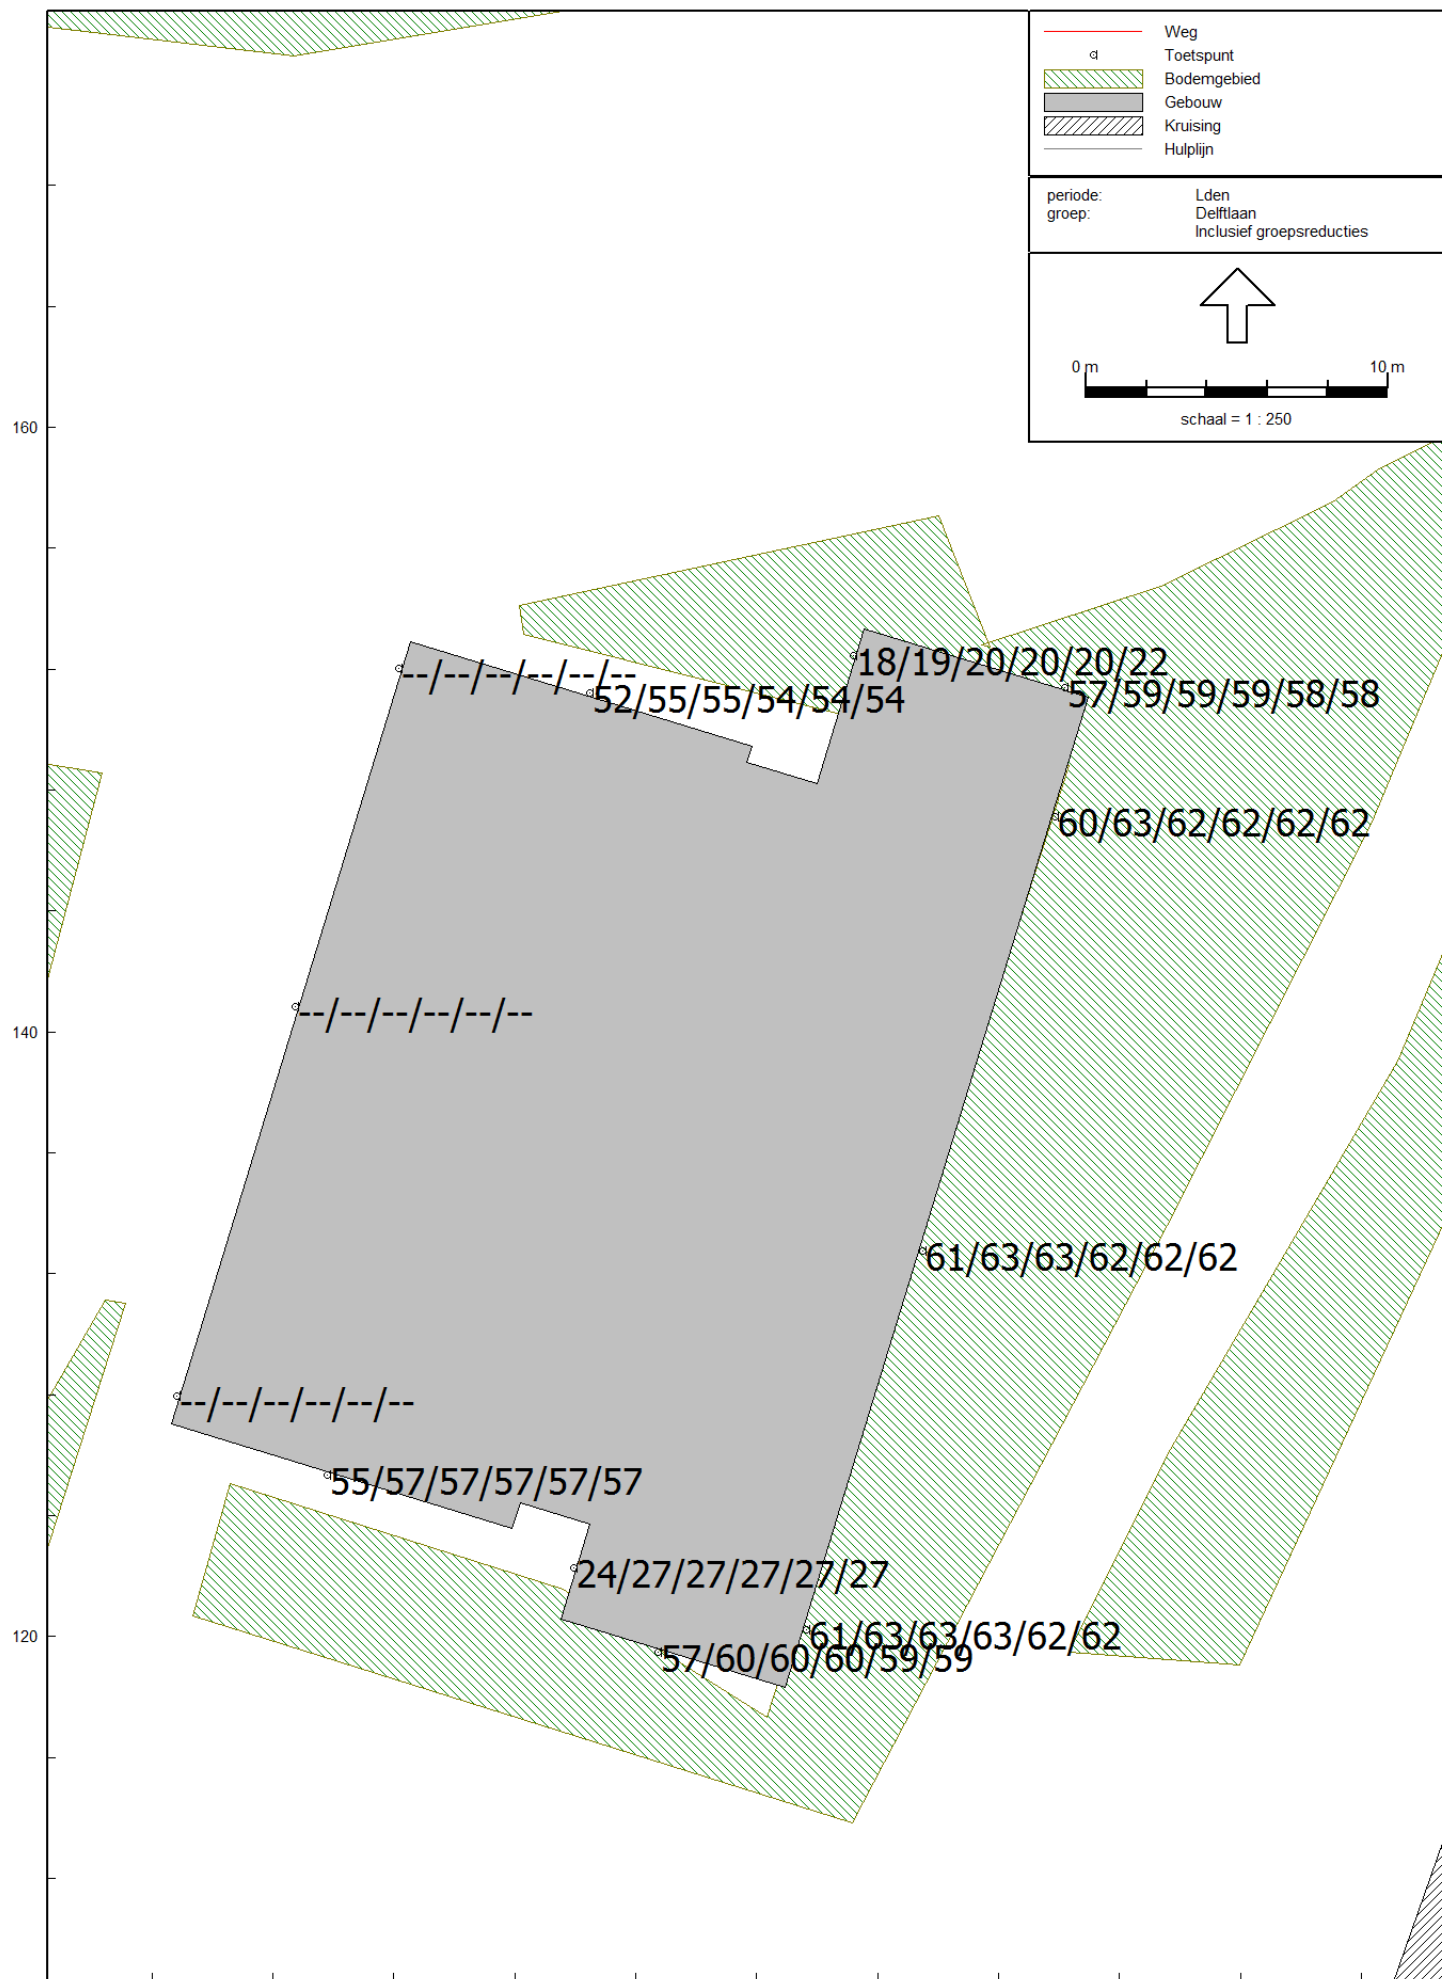 Weg
Toetspunt
Bodemgebied
Gebouw
Kruising
Hulplijn
periode: Lden
groep: Delftlaan
Inclusief groepsreducties
0 m 10 m
schaal = 1 : 250
160
18/19/20/20/20/22
--/--/--/--/--/--
57/59/59/59/58/58
52/55/55/54/54/54
60/63/62/62/62/62
--/--/--/--/--/--
140
61/63/63/62/62/62
--/--/--/--/--/--
55/57/57/57/57/57
24/27/27/27/27/27
120
61/63/63/63/62/62
57/60/60/60/59/59